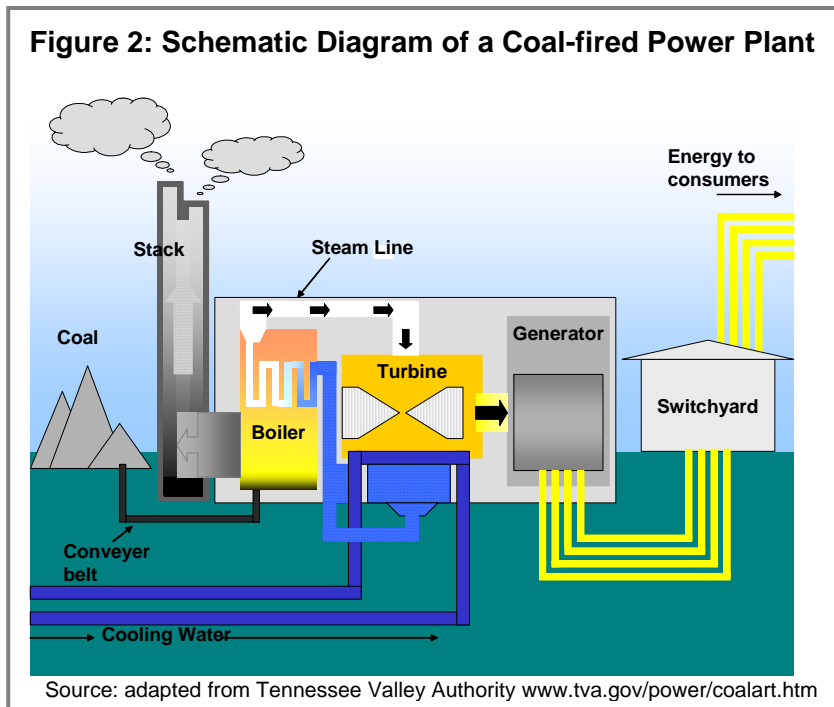 Figure 2: Schematic Diagram of a Coal-fired Power Plant
Energy to
consumers
Stack
Steam Line
Coal
Generator
Turbine
Switchyard
Boiler
Conveyer
belt
Cooling Water
Source: adapted from Tennessee Valley Authority www.tva.gov/power/coalart.htm